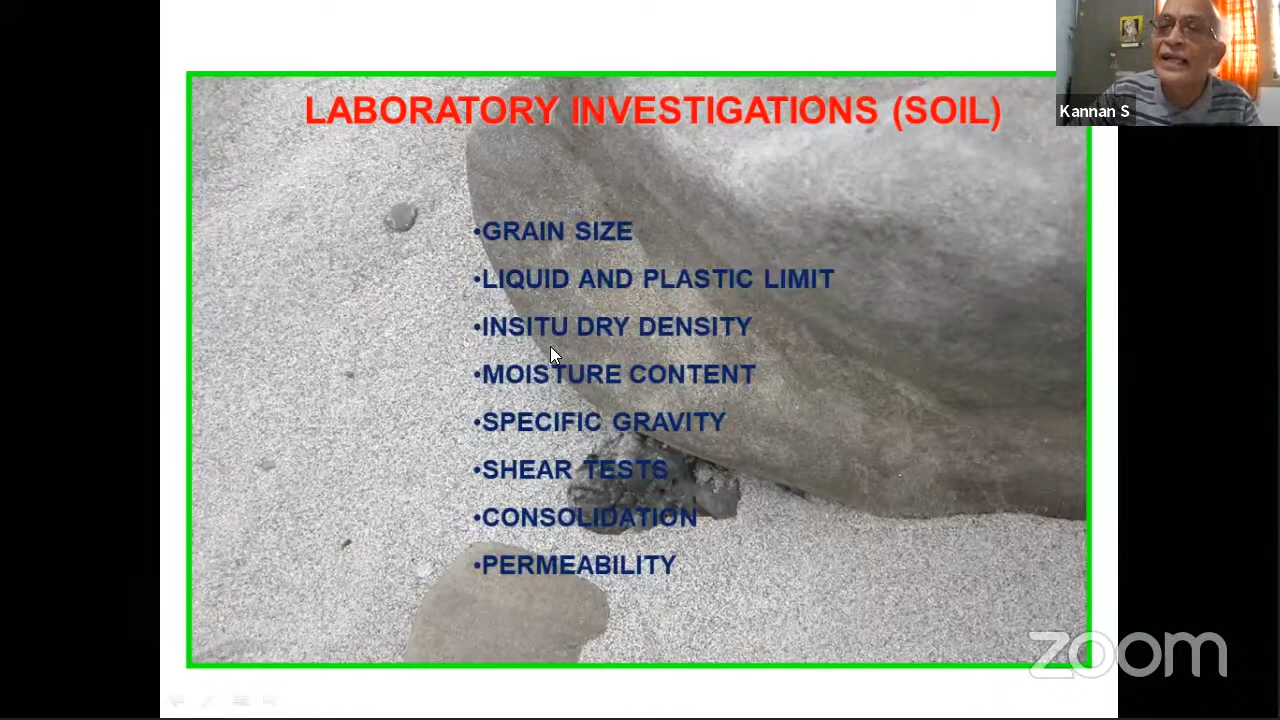 LABORATORY INVESTIGATIONS (SOIL)
Kannan S
•GRAIN SIZE
•LIQUID AND PLASTIC LIMIT
•INSITU DRY DENSITY
•MOISTURE CONTENT
•SPECIFIC GRAVITY
•SHEAR TESTS
•CONSOLIDATION
•PERMEABILITY
zoom